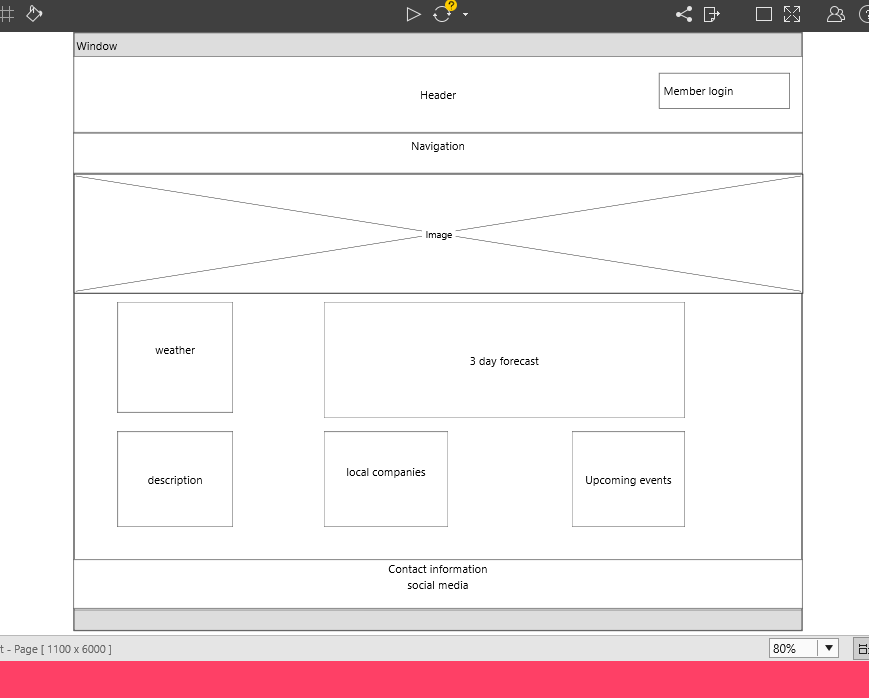 ?
Window
Header
Member login
Navigation
Image
weather
3 day forecast
description
local companies
Upcoming events
Contact information
social media
t - Page [ 1100 x 6000 ]
80%